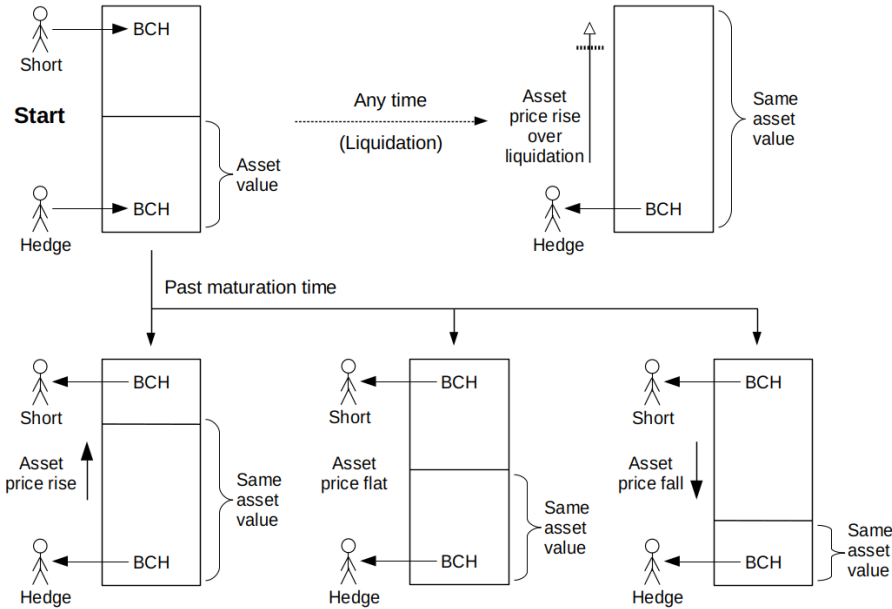 BCH
Short
Start
Asset
value
BCH
Hedge
Any time
(Liquidation)
Asset
price rise
over
liquidation
Same
asset
value
BCH
Hedge
Past maturation time
BCH
Short
Asset
price rise
Same
asset
value
BCH
Hedge
BCH
Short
Asset
price flat
Same
asset
value
BCH
Hedge
BCH
Short
Asset
price fall
Same
asset
value
BCH
Hedge